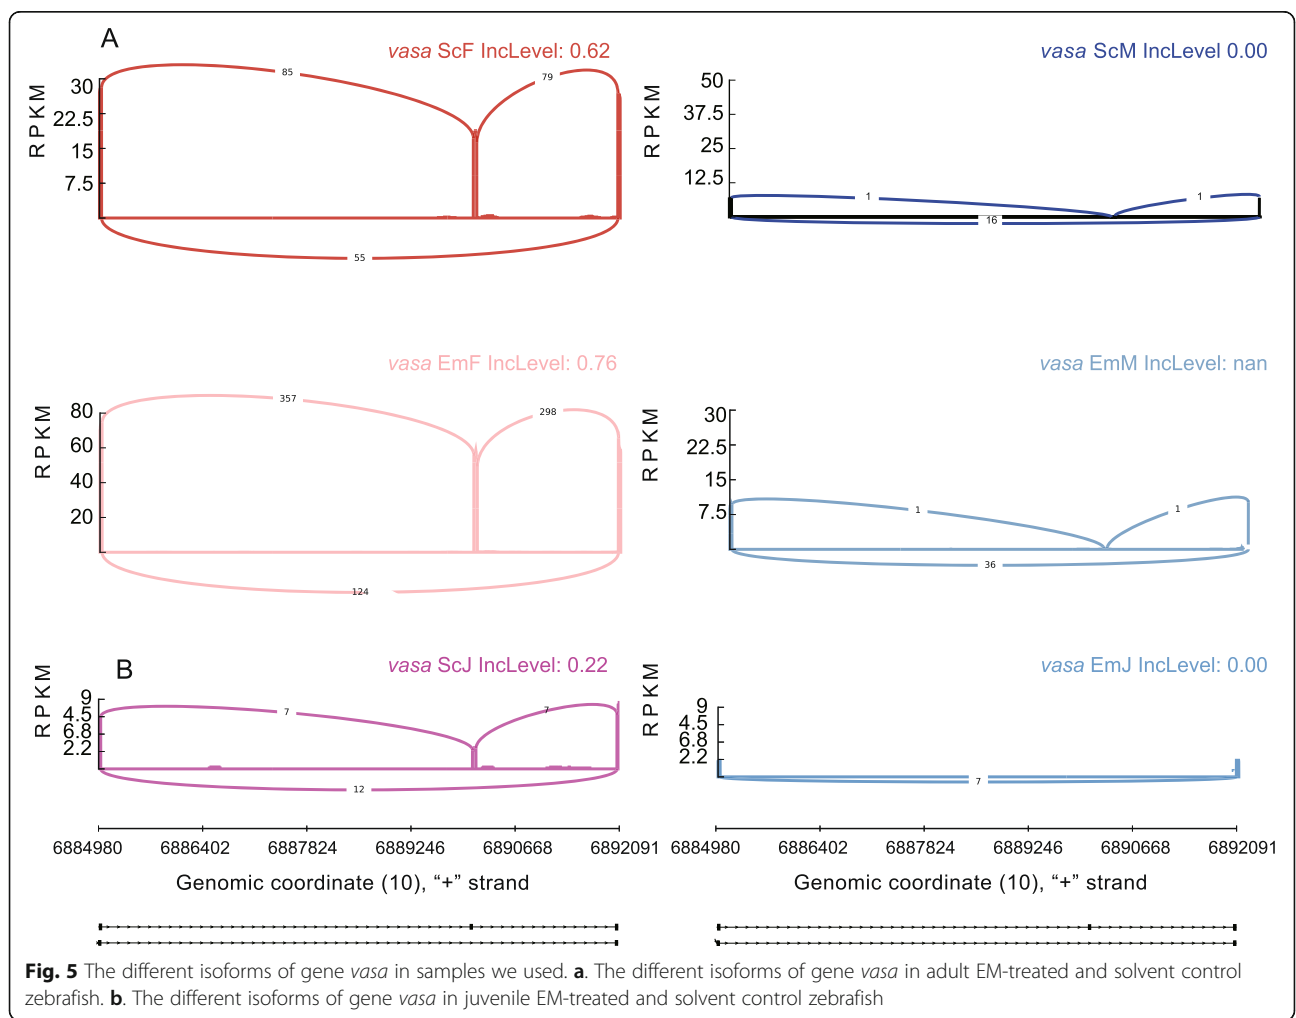 A
vasa ScF IncLevel: 0.62
RPKM
30
22.5
15
7.5
85
79
55
vasa ScM IncLevel 0.00
RPKM
50
37.5
25
12.5
1
1
16
vasa EmF IncLevel: 0.76
RPKM
80
60
40
20
357
298
124
vasa EmM IncLevel: nan
RPKM
30
22.5
15
7.5
1
1
36
B
vasa ScJ IncLevel: 0.22
RPKM
9
4.5
6.8
2.2
7
7
12
vasa EmJ IncLevel: 0.00
RPKM
9
4.5
6.8
2.2
7
6884980 6886402 6887824 6889246 6890668 6892091
Genomic coordinate (10), “+” strand
6884980 6886402 6887824 6889246 6890668 6892091
Genomic coordinate (10), “+” strand
Fig. 5 The different isoforms of gene vasa in samples we used. a. The different isoforms of gene vasa in adult EM-treated and solvent control
zebrafish. b. The different isoforms of gene vasa in juvenile EM-treated and solvent control zebrafish